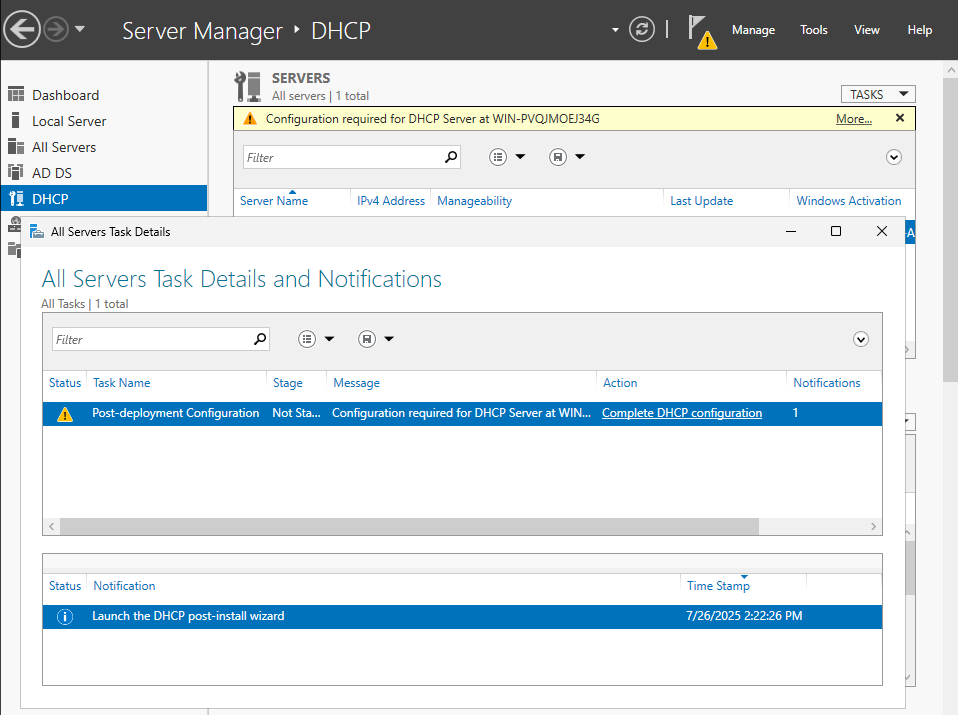 Server Manager ‣ DHCP
Manage Tools View Help
Dashboard
Local Server
All Servers
AD DS
DHCP
SERVERS
All servers | 1 total
TASKS
Configuration required for DHCP Server at WIN-PVQJMOEJ34G More...
Filter
Server Name IPv4 Address Manageability Last Update Windows Activation
All Servers Task Details
All Servers Task Details and Notifications
All Tasks | 1 total
Filter
Status Task Name Stage Message Action Notifications
Post-deployment Configuration Not Sta... Configuration required for DHCP Server at WIN... Complete DHCP configuration 1
Status Notification Time Stamp
Launch the DHCP post-install wizard 7/26/2025 2:22:26 PM